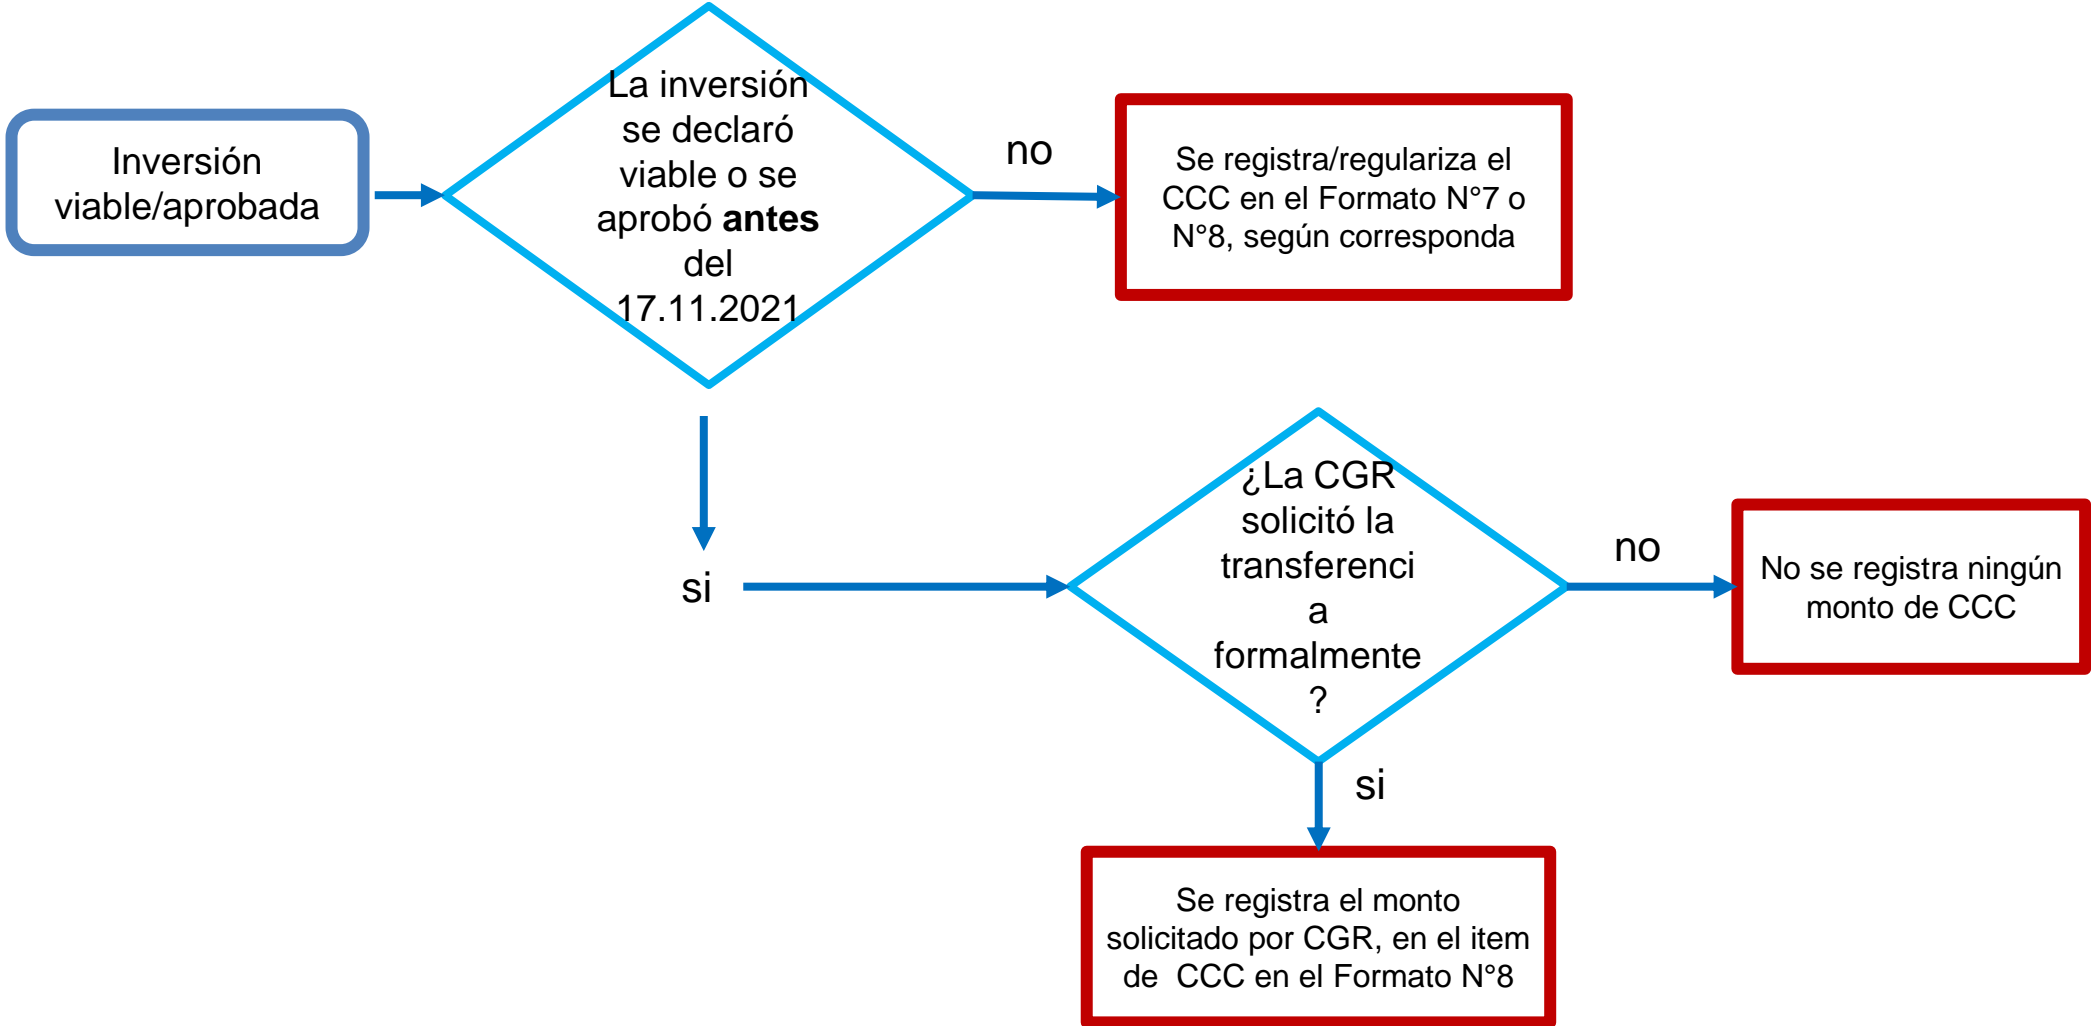 Inversión
viable/aprobada
La inversión
se declaró
viable o se
aprobó antes
del
17.11.2021
no
Se registra/regulariza el
CCC en el Formato N°7 o
N°8, según corresponda
si
¿La CGR
solicitó la
transferenci
a
formalmente
?
no
No se registra ningún
monto de CCC
si
Se registra el monto
solicitado por CGR, en el item
de  CCC en el Formato N°8